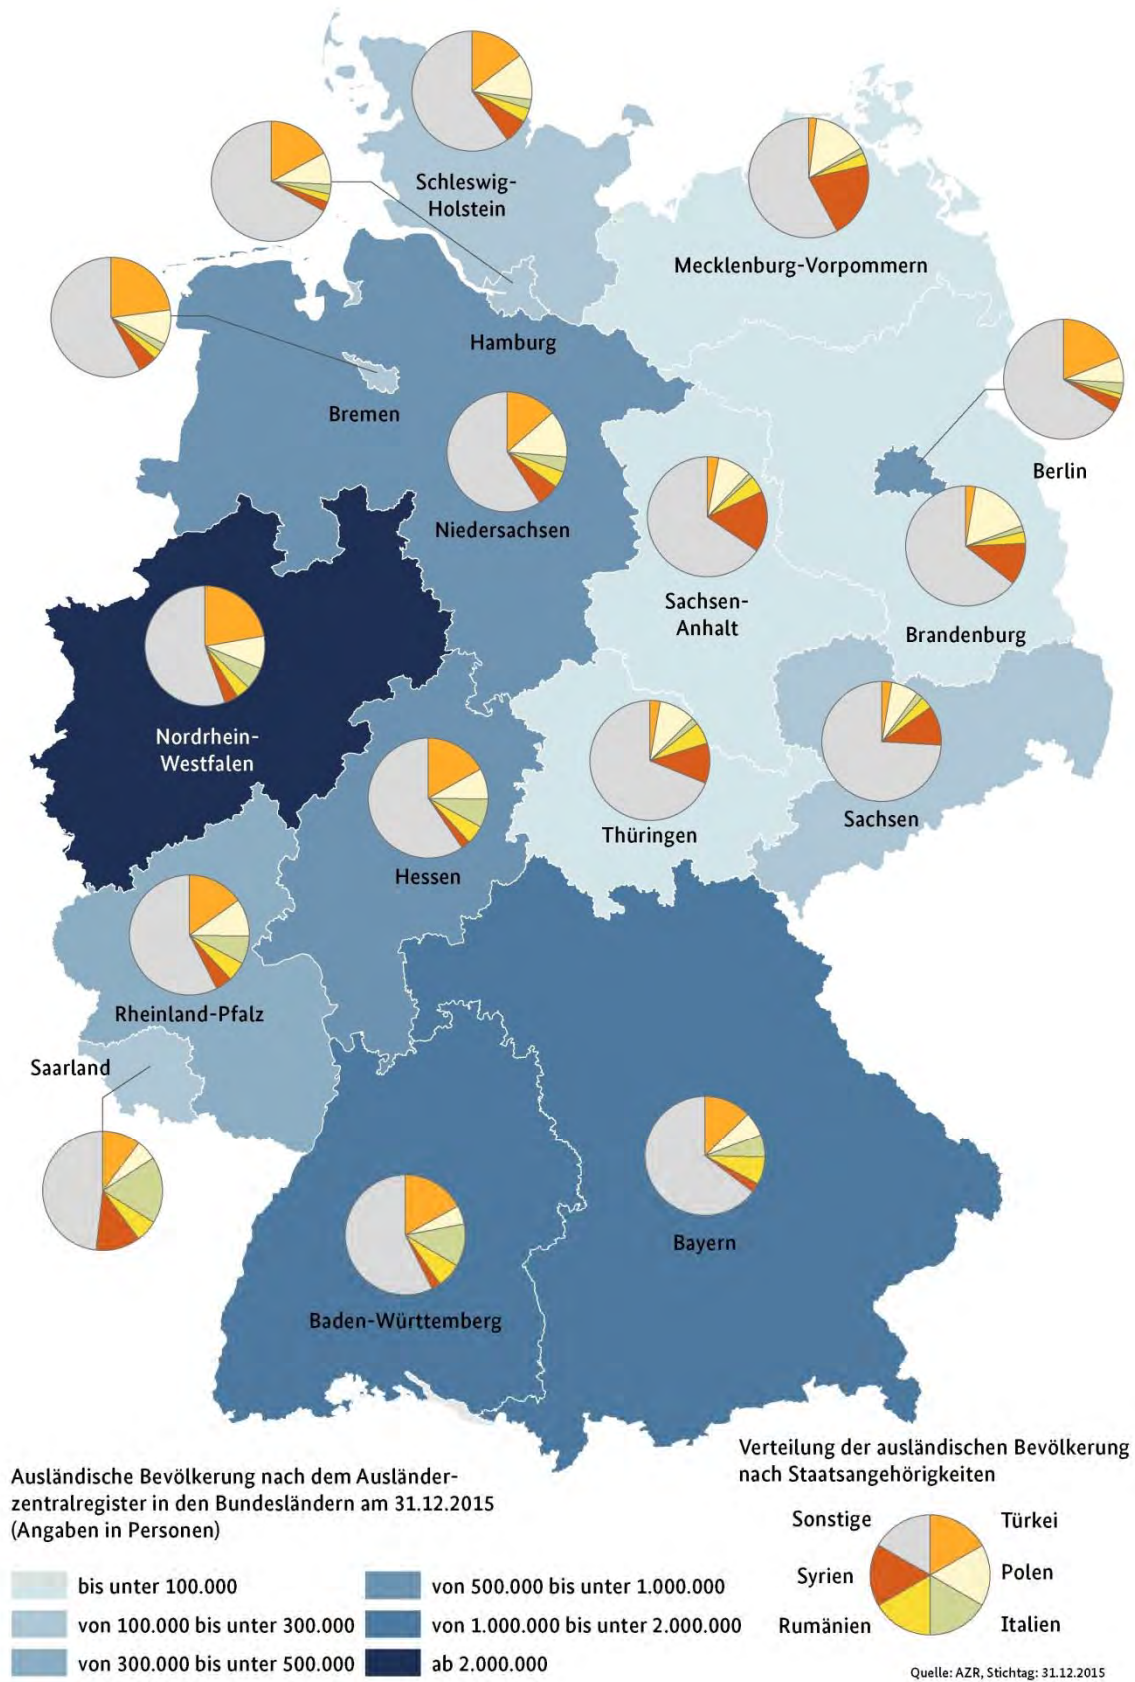 Schleswig-
Holstein
Mecklenburg-Vorpommern
Hamburg
Bremen
Berlin
Niedersachsen
Sachsen-
Anhalt
Brandenburg
Nordrhein-
Westfalen
Sachsen
Thüringen
Hessen
Rheinland-Pfalz
Saarland
Bayern
Baden-Württemberg
Ausländische Bevölkerung nach dem Ausländer-
zentralregister in den Bundesländern am 31.12.2015
(Angaben in Personen)
bis unter 100.000
von 100.000 bis unter 300.000
von 300.000 bis unter 500.000
von 500.000 bis unter 1.000.000
von 1.000.000 bis unter 2.000.000
ab 2.000.000
Verteilung der ausländischen Bevölkerung
nach Staatsangehörigkeiten
Sonstige
Türkei
Syrien
Polen
Rumänien
Italien
Quelle: AZR, Stichtag: 31.12.2015